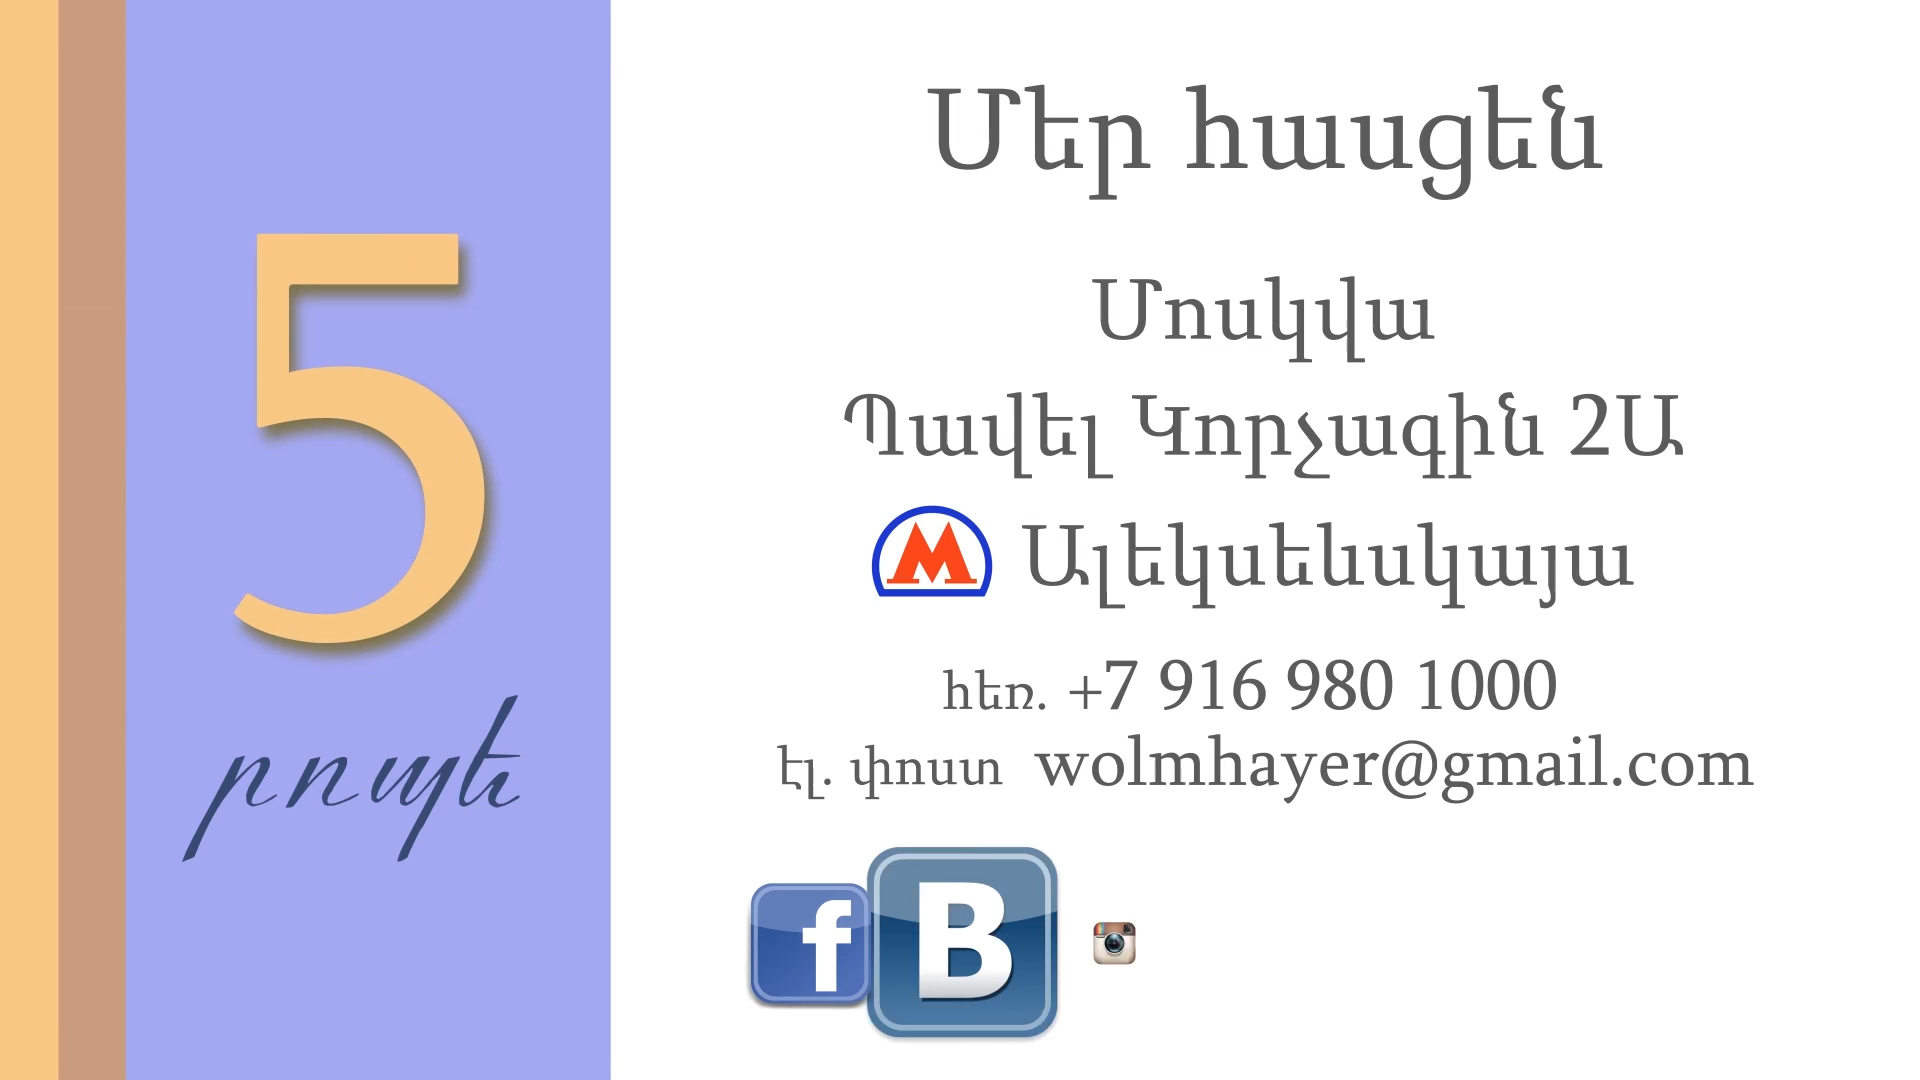 5
րոպե
Մեր հասցեն
Մոսկվա
Պավել Կորչագին 2Ա
М Ալեկսեևսկայա
հեռ. +7 916 980 1000
էլ. փոստ wolmhayer@gmail.com
f B